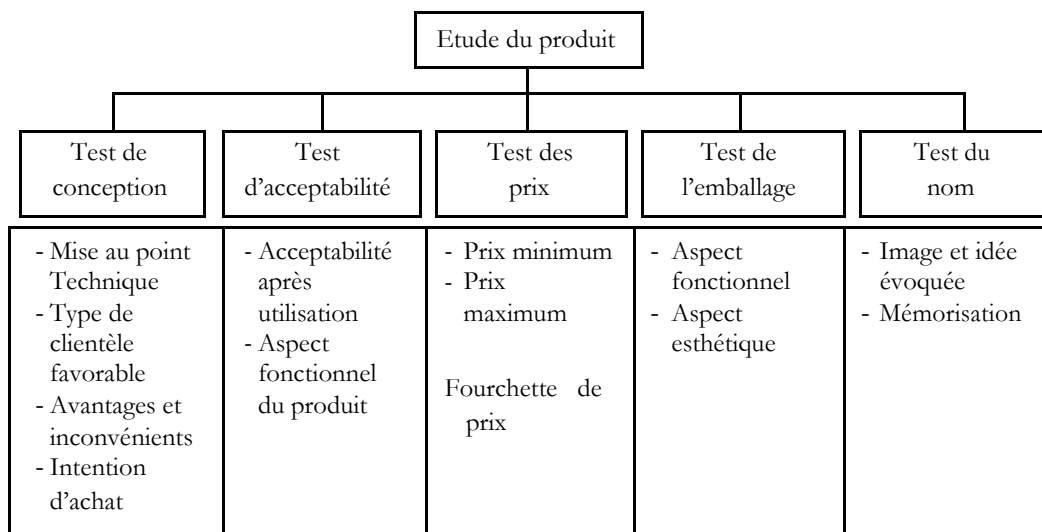 Etude du produit
Test de
conception
Test
d'acceptabilité
Test des
prix
Test de
l'emballage
Test du
nom
- Mise au point
Technique
- Type de
clientèle
favorable
- Avantages et
inconvénients
- Intention
d'achat
- Acceptabilité
après
utilisation
- Aspect
fonctionnel
du produit
- Prix minimum
- Prix
maximum
Fourchette de
prix
- Aspect
fonctionnel
- Aspect
esthétique
- Image et idée
évoquée
- Mémorisation